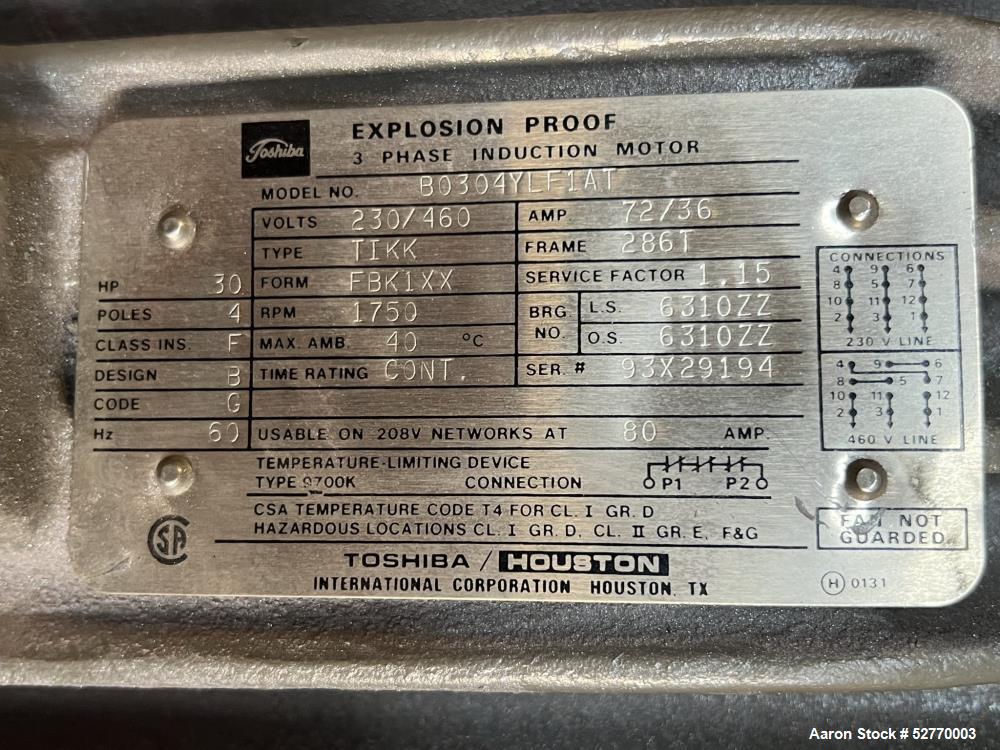 Toshiba
EXPLOSION PROOF
3 PHASE INDUCTION MOTOR
MODEL NO. B0304YLF1AT
VOLTS 230/460 AMP. 72/36
TYPE TIKK FRAME 286T
HP 30 FORM FBK1XX SERVICE FACTOR 1.15
POLES 4 RPM 1750 BRG. NO. L.S. 6310ZZ
CLASS INS. F MAX. AMB. 40 °C O.S. 6310ZZ
DESIGN B TIME RATING CONT. SER. # 93X29194
CODE G
Hz 60 USABLE ON 208V NETWORKS AT 80 AMP.
TEMPERATURE-LIMITING DEVICE
TYPE 9700K CONNECTION P1 P2
CSA TEMPERATURE CODE T4 FOR CL. I GR. D
HAZARDOUS LOCATIONS CL. I GR. D, CL. II GR. E, F&G
SA
TOSHIBA / HOUSTON
INTERNATIONAL CORPORATION HOUSTON, TX
CONNECTIONS
4 9 6
8 5 7
10 11 12
2 3 1
230 V LINE
4 9 6
8 5 7
10 11 12
2 3 1
460 V LINE
FAN NOT
GUARDED.
H 0131
Aaron Stock # 52770003